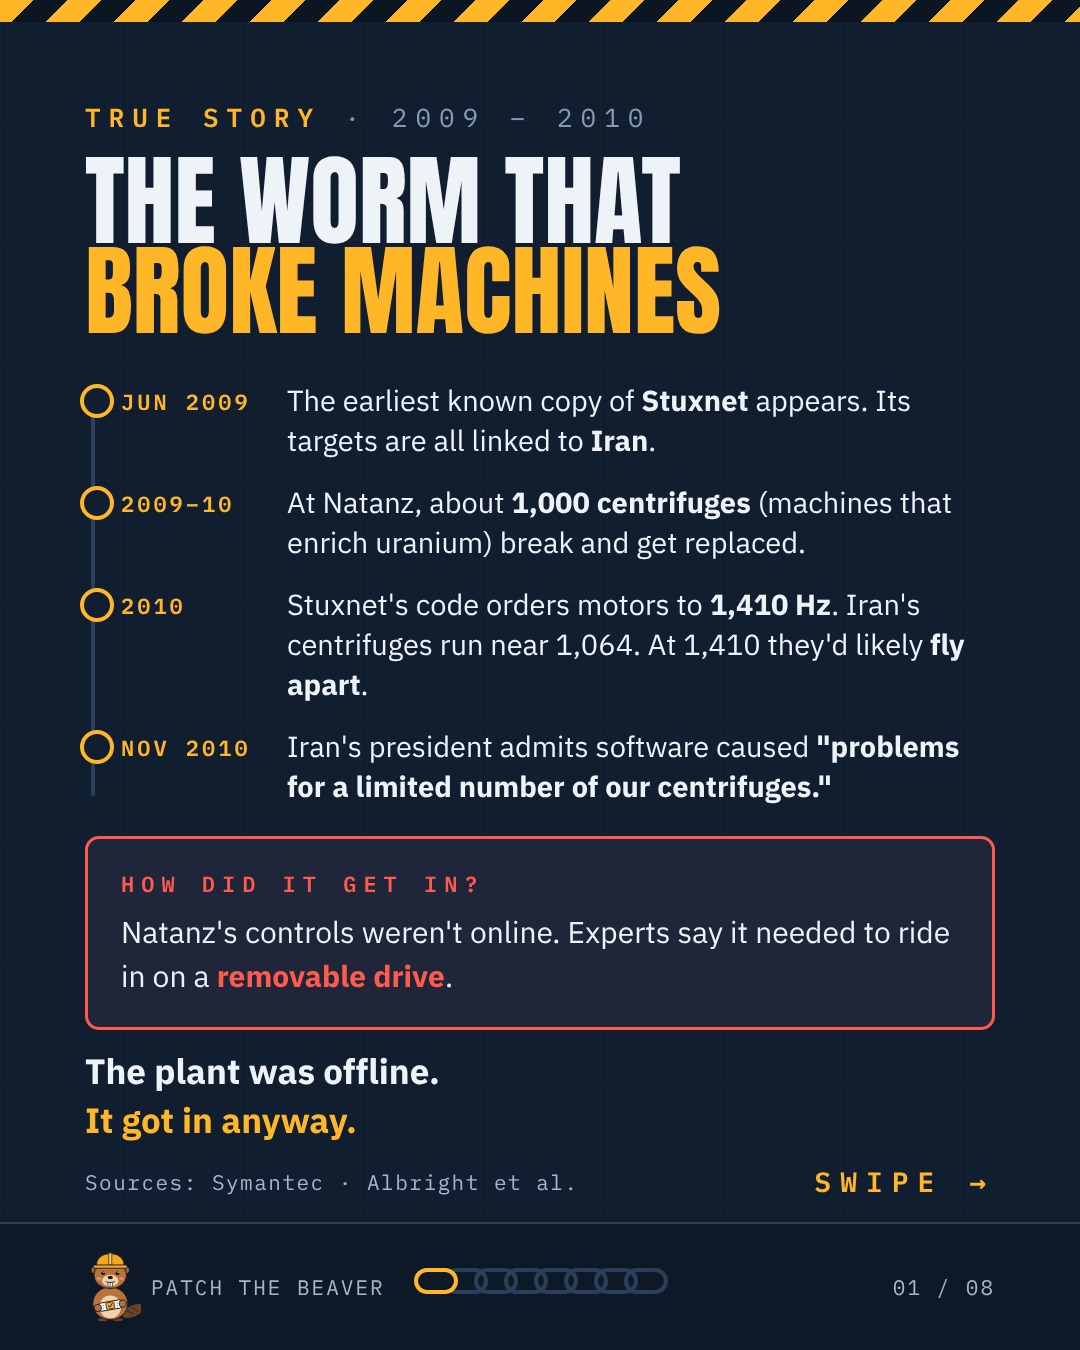 TRUE STORY · 2009 – 2010
THE WORM THAT
BROKE MACHINES
JUN 2009
The earliest known copy of Stuxnet appears. Its
targets are all linked to Iran.
2009–10
At Natanz, about 1,000 centrifuges (machines that
enrich uranium) break and get replaced.
2010
Stuxnet's code orders motors to 1,410 Hz. Iran's
centrifuges run near 1,064. At 1,410 they'd likely fly
apart.
NOV 2010
Iran's president admits software caused "problems
for a limited number of our centrifuges."
HOW DID IT GET IN?
Natanz's controls weren't online. Experts say it needed to ride
in on a removable drive.
The plant was offline.
It got in anyway.
Sources: Symantec · Albright et al.
SWIPE →
PATCH THE BEAVER
01 / 08